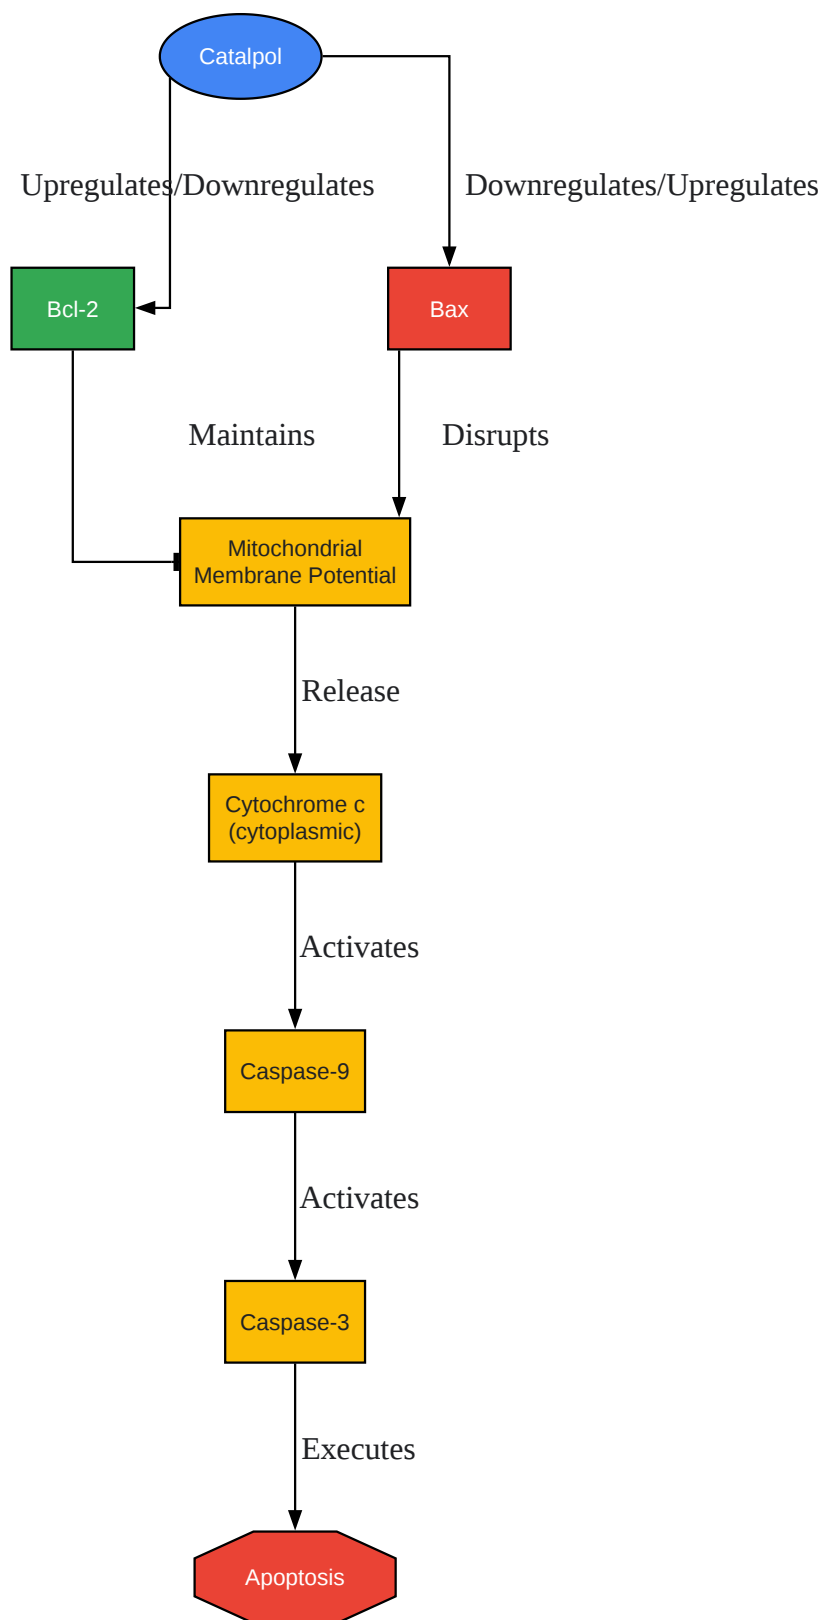 Catalpol
Upregulates/Downregulates
Downregulates/Upregulates
Bcl-2
Bax
Maintains
Disrupts
Mitochondrial
Membrane Potential
Release
Cytochrome c
(cytoplasmic)
Activates
Caspase-9
Activates
Caspase-3
Executes
Apoptosis